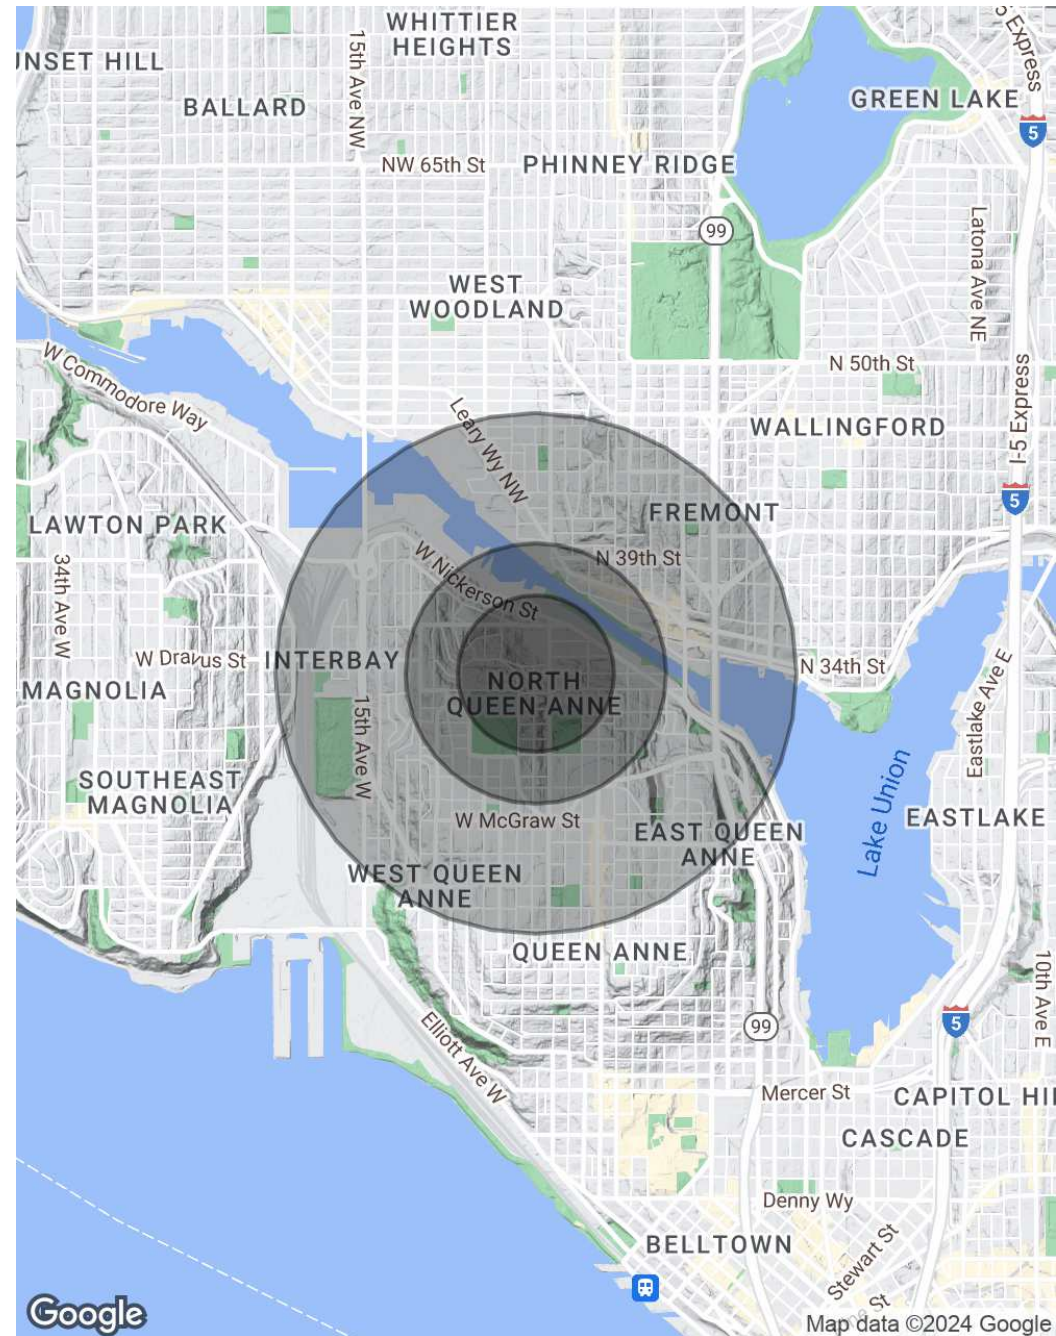 WHITTIER
HEIGHTS
5 Express
UNSET HILL
15th Ave NW
BALLARD
GREEN LAKE
5
NW 65th St
PHINNEY RIDGE
99
Latona Ave NE
WEST
WOODLAND
W Commodore Way
N 50th St
I-5 Express
Leary Wy NW
WALLINGFORD
5
LAWTON PARK
FREMONT
34th Ave W
W Nickerson St
N 39th St
W Dravus St
INTERBAY
N 34th St
MAGNOLIA
NORTH
QUEEN ANNE
15th Ave W
Eastlake Ave E
SOUTHEAST
MAGNOLIA
Lake Union
W McGraw St
EAST QUEEN
ANNE
EASTLAKE
WEST QUEEN
ANNE
QUEEN ANNE
10th Ave E
99
5
Elliott Ave W
Mercer St
CAPITOL HIL
CASCADE
Denny Wy
BELLTOWN
Stewart St
Google
Map data ©2024 Google